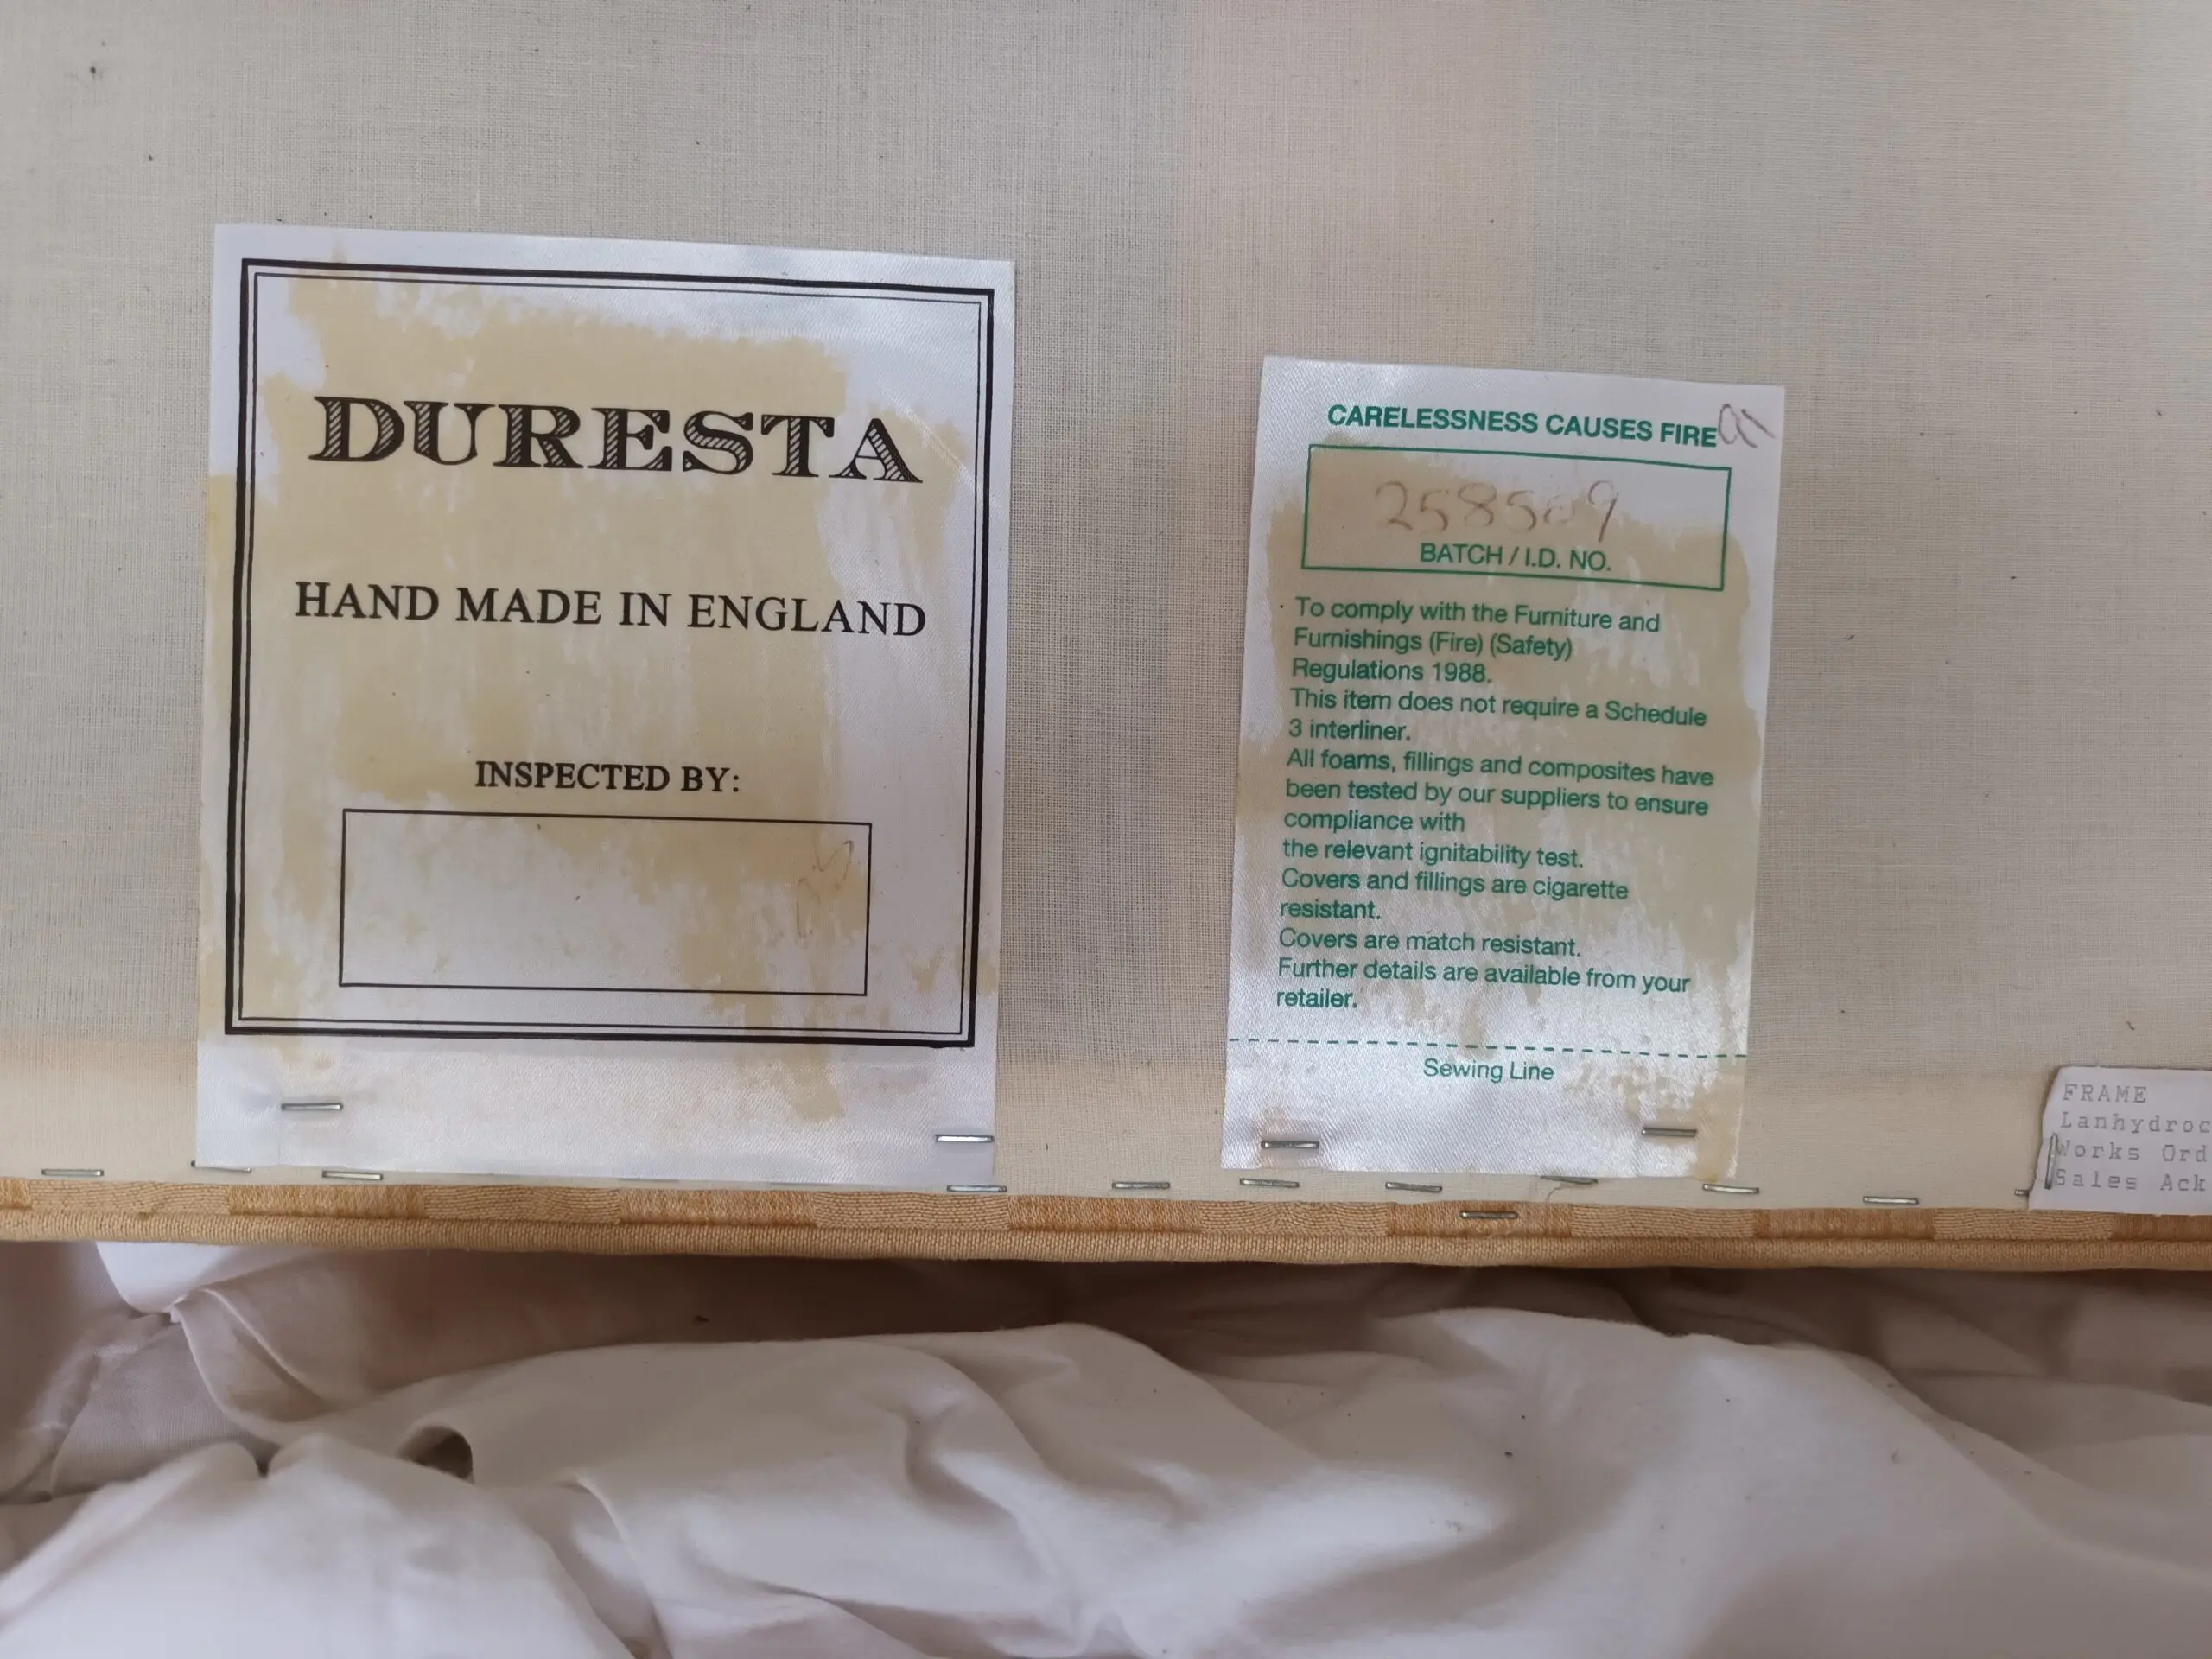 DURESTA
HAND MADE IN ENGLAND
INSPECTED BY:
CARELESSNESS CAUSES FIRE
258509
BATCH / I.D. NO.
To comply with the Furniture and
Furnishings (Fire) (Safety)
Regulations 1988.
This item does not require a Schedule
3 interliner.
All foams, fillings and composites have
been tested by our suppliers to ensure
compliance with
the relevant ignitability test.
Covers and fillings are cigarette
resistant.
Covers are match resistant.
Further details are available from your
retailer.
Sewing Line
FRAME
Lanhydroc
Works Ord
Sales Ack